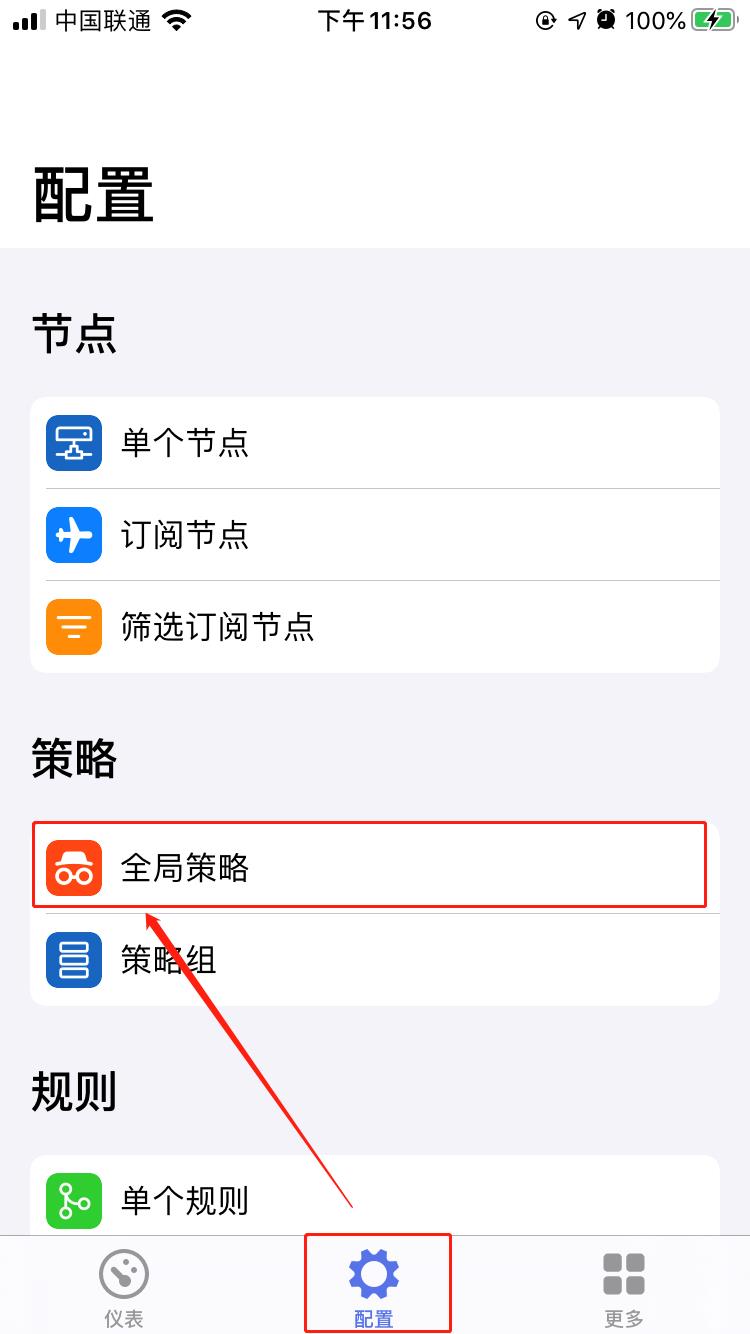 中国联通 下午11:56 100%
配置
节点
单个节点
订阅节点
筛选订阅节点
策略
全局策略
策略组
规则
单个规则
仪表 配置 更多